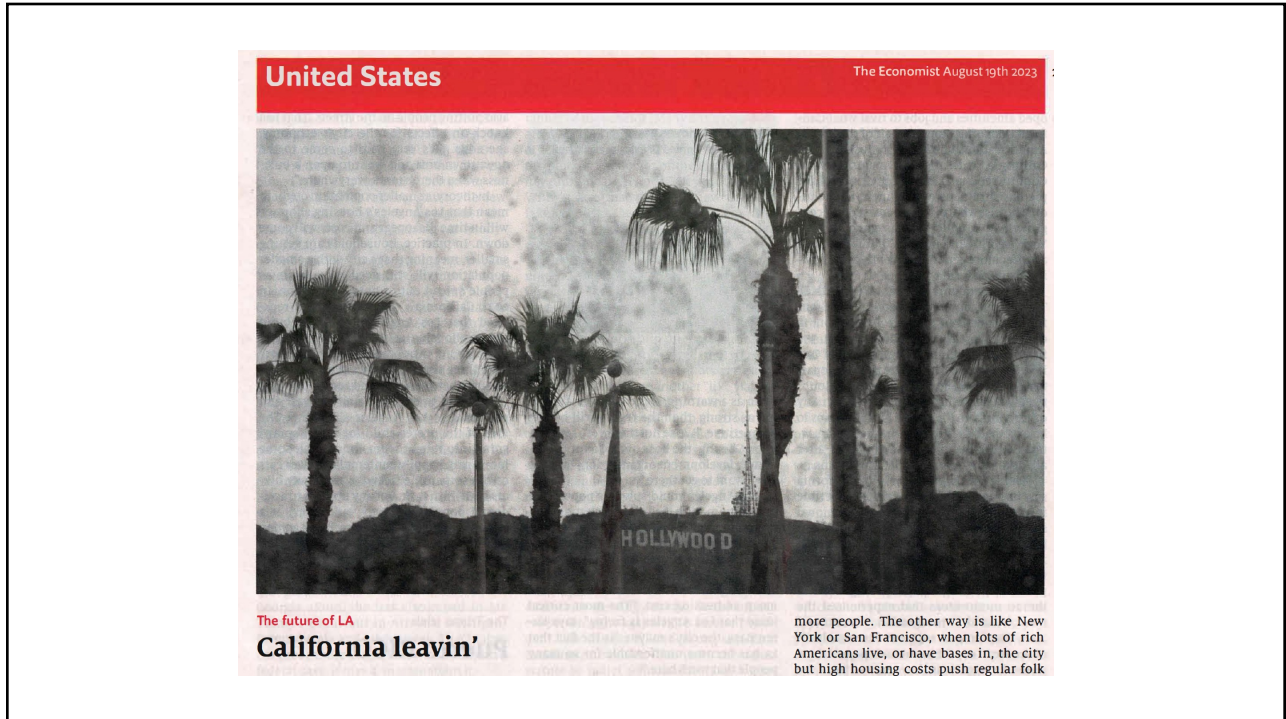 United States
The Economist August 19th 2023
HOLLYWOOD
The future of LA
California leavin’
more people. The other way is like New
York or San Francisco, when lots of rich
Americans live, or have bases in, the city
but high housing costs push regular folk